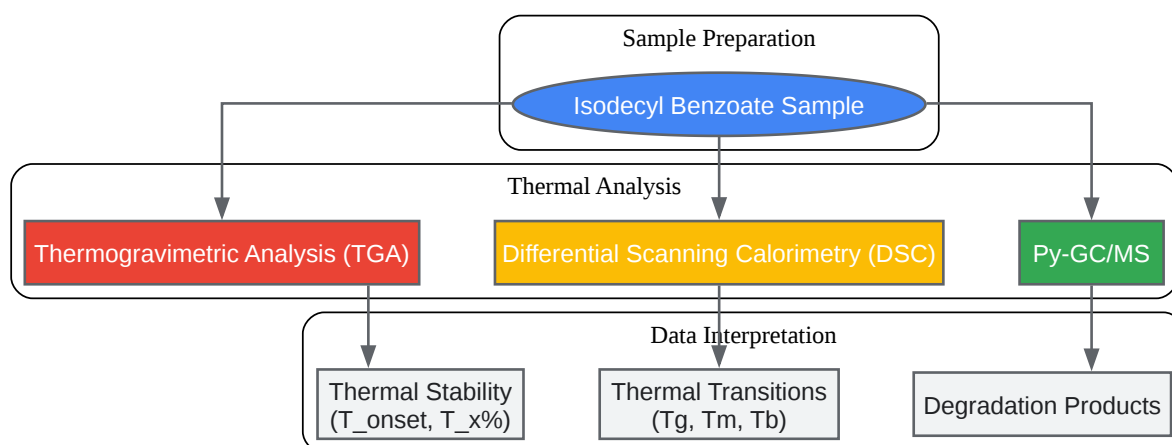 Sample Preparation
Isodecyl Benzoate Sample
Thermal Analysis
Thermogravimetric Analysis (TGA)
Differential Scanning Calorimetry (DSC)
Py-GC/MS
Data Interpretation
Thermal Stability
(T_onset, T_x%)
Thermal Transitions
(Tg, Tm, Tb)
Degradation Products